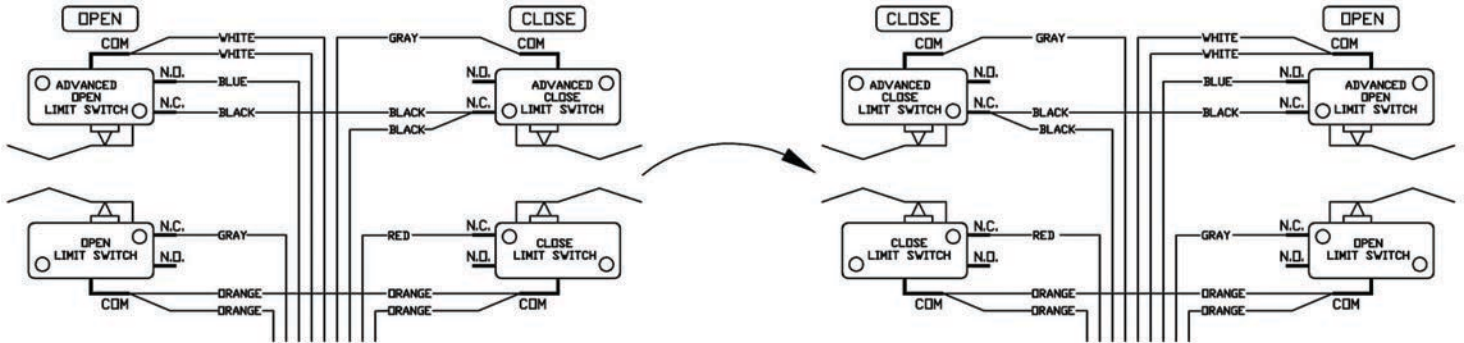 OPEN CLOSE CLOSE OPEN
COM WHITE GRAY COM COM GRAY WHITE COM
WHITE WHITE
N.O. N.O. N.O. N.O.
ADVANCED OPEN LIMIT SWITCH BLUE ADVANCED CLOSE LIMIT SWITCH ADVANCED CLOSE LIMIT SWITCH BLUE ADVANCED OPEN LIMIT SWITCH
N.C. BLACK BLACK N.C. N.C. BLACK BLACK N.C.
BLACK BLACK
N.C. GRAY RED N.C. N.C. RED GRAY N.C.
OPEN LIMIT SWITCH CLOSE LIMIT SWITCH CLOSE LIMIT SWITCH OPEN LIMIT SWITCH
N.O. N.O. N.O. N.O.
ORANGE ORANGE ORANGE ORANGE
COM COM COM COM
ORANGE ORANGE ORANGE ORANGE